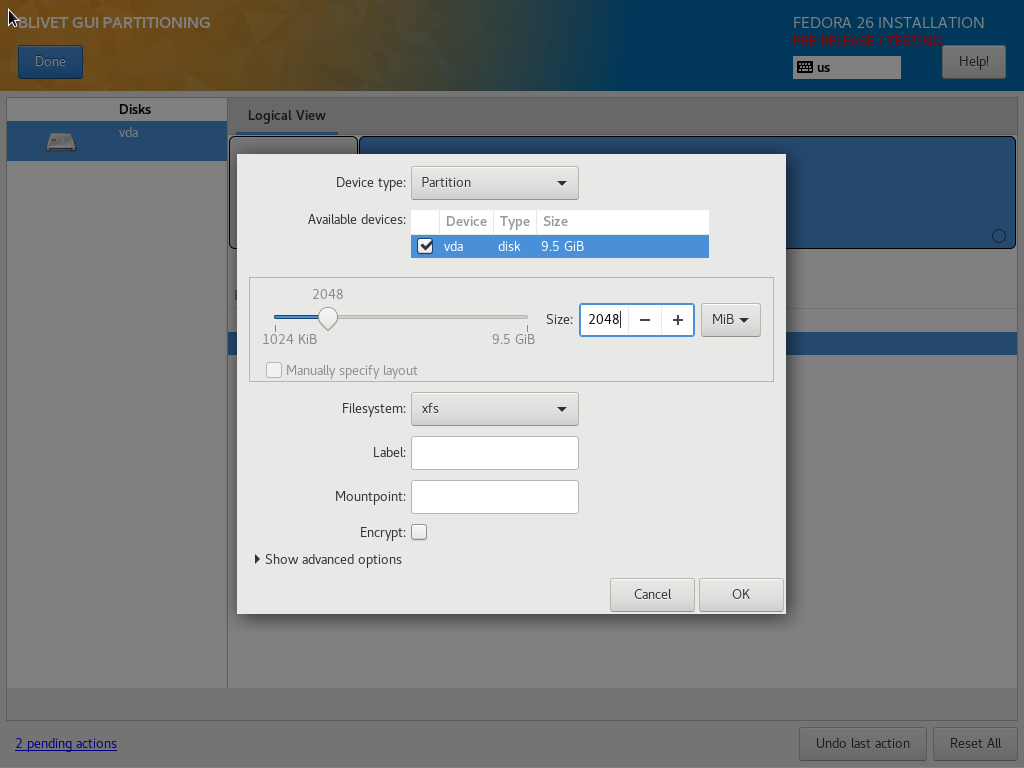 BLIVET GUI PARTITIONING
FEDORA 26 INSTALLATION
PRE-RELEASE / TESTING
Done
us
Help!
Disks
vda
Logical View
Device type: Partition
Available devices:
Device Type Size
vda disk 9.5 GiB
2048
Size: 2048 − + MiB
1024 KiB 9.5 GiB
Manually specify layout
Filesystem: xfs
Label:
Mountpoint:
Encrypt:
Show advanced options
Cancel OK
2 pending actions
Undo last action Reset All